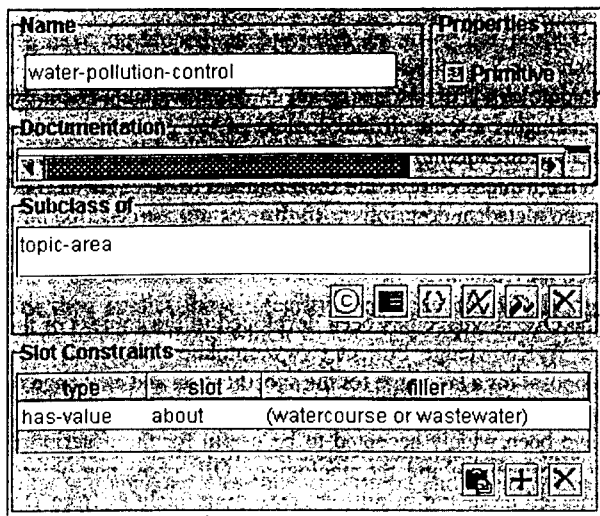 Name
Properties
water-pollution-control
Primitive
Documentation
Subclass of
topic-area
©
Slot Constraints
type slot filler
has-value about (watercourse or wastewater)